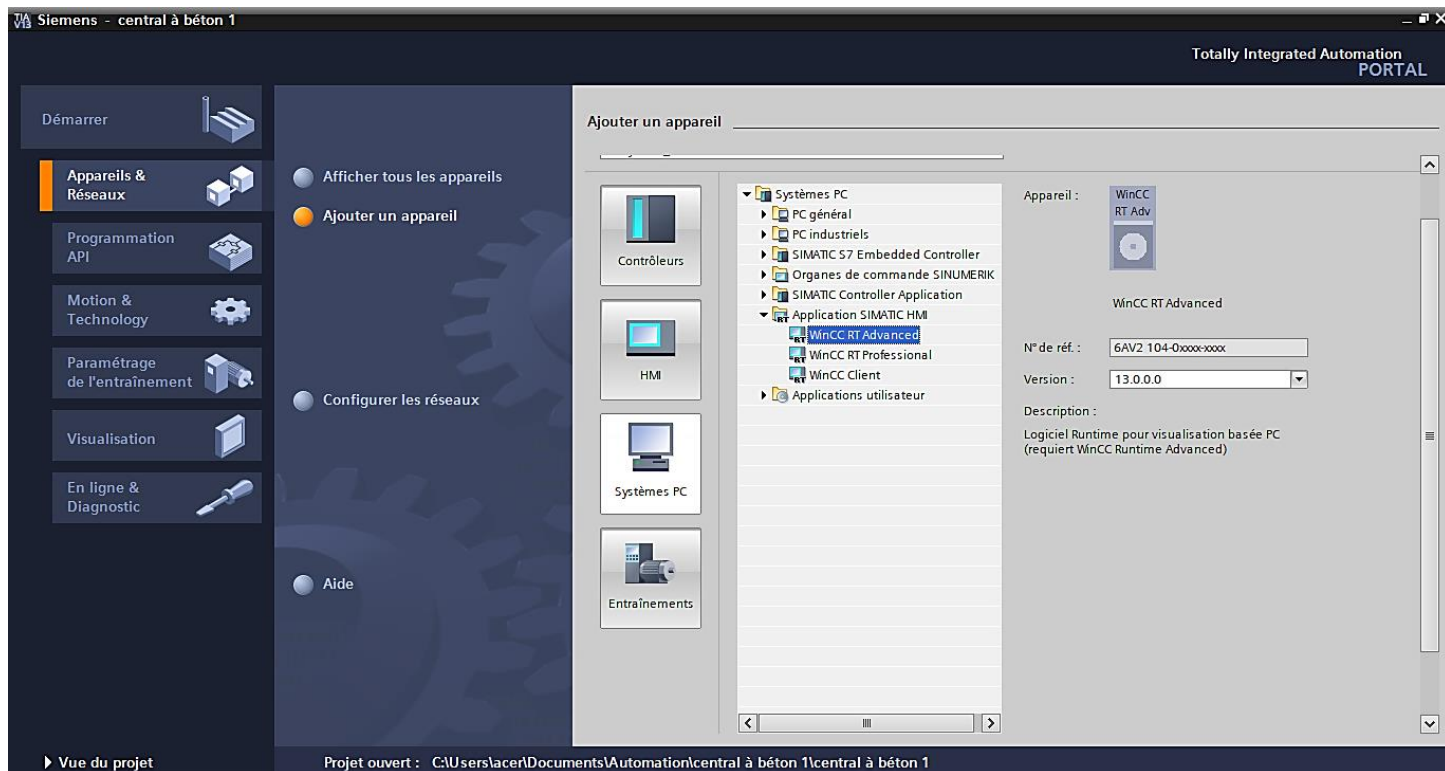 TIA V13 Siemens - central à béton 1
Totally Integrated Automation
PORTAL
Démarrer
Appareils &
Réseaux
Programmation
API
Motion &
Technology
Paramétrage
de l'entraînement
Visualisation
En ligne &
Diagnostic
Afficher tous les appareils
Ajouter un appareil
Configurer les réseaux
Aide
Ajouter un appareil
Contrôleurs
HMI
Systèmes PC
Entraînements
Systèmes PC
PC général
PC industriels
SIMATIC S7 Embedded Controller
Organes de commande SINUMERIK
SIMATIC Controller Application
Application SIMATIC HMI
WinCC RT Advanced
WinCC RT Professional
WinCC Client
Applications utilisateur
Appareil :
WinCC
RT Adv
WinCC RT Advanced
N° de réf. : 6AV2 104-0xxxx-xxxx
Version : 13.0.0.0
Description :
Logiciel Runtime pour visualisation basée PC
(requiert WinCC Runtime Advanced)
Vue du projet
Projet ouvert : C:\Users\acer\Documents\Automation\central à béton 1\central à béton 1